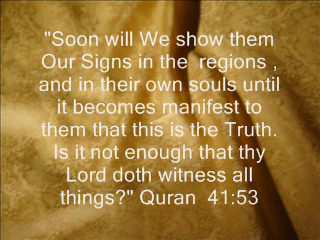 "Soon will We show them
Our Signs in the  regions ,
and in their own souls until
it becomes manifest to
them that this is the Truth.
Is it not enough that thy
Lord doth witness all
things?" Quran  41:53